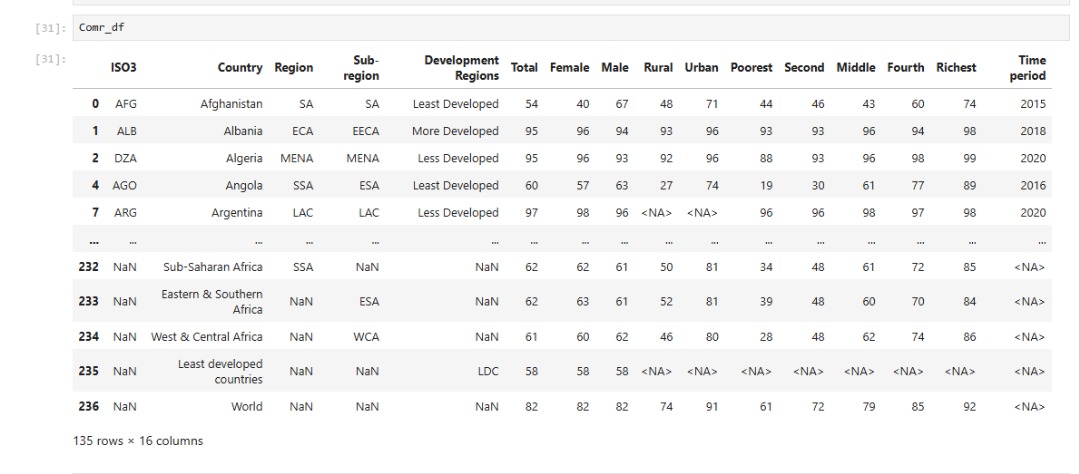 [31]: Comr_df
[31]:
ISO3 Country Region Sub-region Development Regions Total Female Male Rural Urban Poorest Second Middle Fourth Richest Time period
0 AFG Afghanistan SA SA Least Developed 54 40 67 48 71 44 46 43 60 74 2015
1 ALB Albania ECA EECA More Developed 95 96 94 93 96 93 93 96 94 98 2018
2 DZA Algeria MENA MENA Less Developed 95 96 93 92 96 88 93 96 98 99 2020
4 AGO Angola SSA ESA Least Developed 60 57 63 27 74 19 30 61 77 89 2016
7 ARG Argentina LAC LAC Less Developed 97 98 96 <NA> <NA> 96 96 98 97 98 2020
... ... ... ... ... ... ... ... ... ... ... ... ... ... ... ... ...
232 NaN Sub-Saharan Africa SSA NaN NaN 62 62 61 50 81 34 48 61 72 85 <NA>
233 NaN Eastern & Southern Africa NaN ESA NaN 62 63 61 52 81 39 48 60 70 84 <NA>
234 NaN West & Central Africa NaN WCA NaN 61 60 62 46 80 28 48 62 74 86 <NA>
235 NaN Least developed countries NaN NaN LDC 58 58 58 <NA> <NA> <NA> <NA> <NA> <NA> <NA> <NA>
236 NaN World NaN NaN NaN 82 82 82 74 91 61 72 79 85 92 <NA>
135 rows × 16 columns